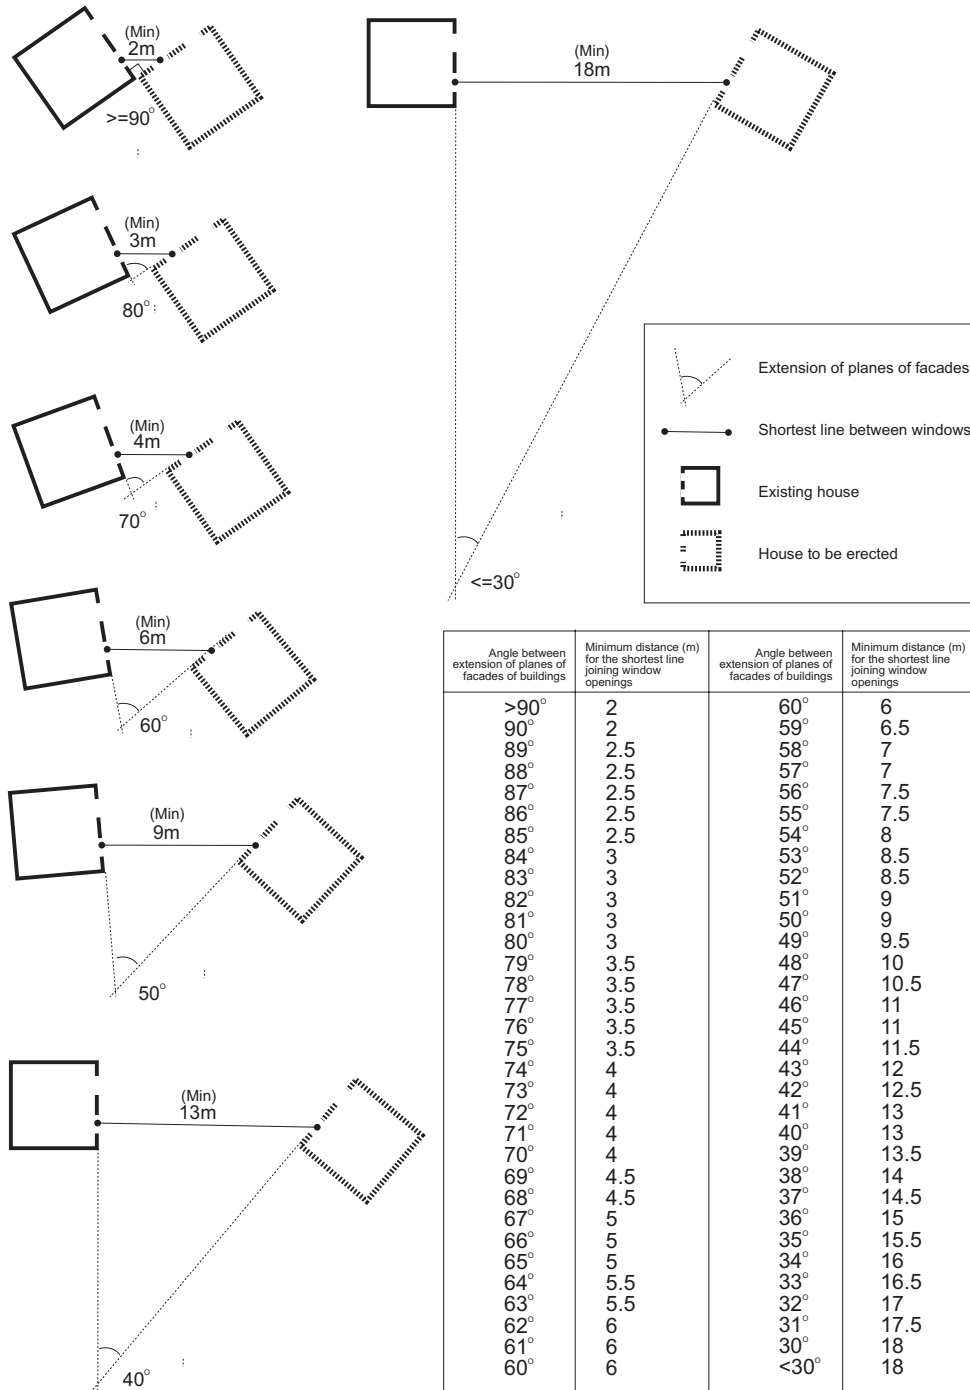 (Min)
2m
>=90°
(Min)
3m
80°
(Min)
4m
70°
(Min)
6m
60°
(Min)
9m
50°
(Min)
13m
40°
(Min)
18m
<=30°
Extension of planes of facades
Shortest line between windows
Existing house
House to be erected
Angle between
extension of planes of
facades of buildings
Minimum distance (m)
for the shortest line
joining window
openings
Angle between
extension of planes of
facades of buildings
Minimum distance (m)
for the shortest line
joining window
openings
>90° 2 60° 6
90° 2 59° 6.5
89° 2.5 58° 7
88° 2.5 57° 7
87° 2.5 56° 7.5
86° 2.5 55° 7.5
85° 2.5 54° 8
84° 3 53° 8.5
83° 3 52° 8.5
82° 3 51° 9
81° 3 50° 9
80° 3 49° 9.5
79° 3.5 48° 10
78° 3.5 47° 10.5
77° 3.5 46° 11
76° 3.5 45° 11
75° 3.5 44° 11.5
74° 4 43° 12
73° 4 42° 12.5
72° 4 41° 13
71° 4 40° 13
70° 4 39° 13.5
69° 4.5 38° 14
68° 4.5 37° 14.5
67° 5 36° 15
66° 5 35° 15.5
65° 5 34° 16
64° 5.5 33° 16.5
63° 5.5 32° 17
62° 6 31° 17.5
61° 6 30° 18
60° 6 <30° 18